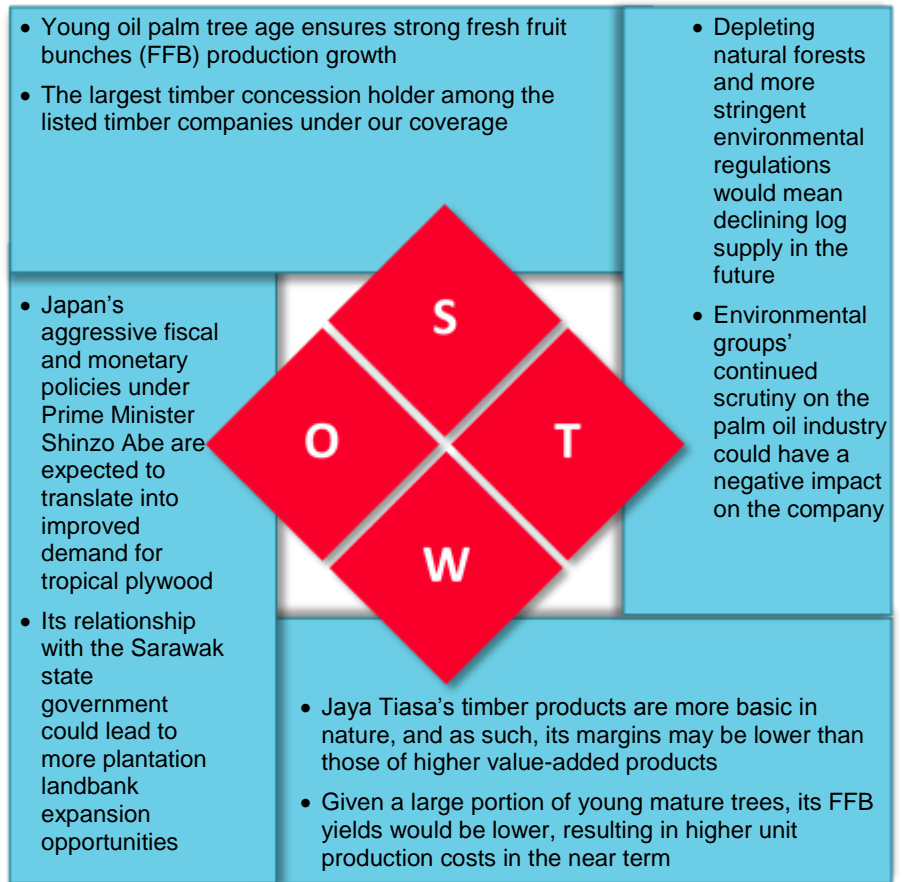 • Young oil palm tree age ensures strong fresh fruit
bunches (FFB) production growth
• The largest timber concession holder among the
listed timber companies under our coverage
• Depleting
natural forests
and more
stringent
environmental
regulations
would mean
declining log
supply in the
future
• Environmental
groups’
continued
scrutiny on the
palm oil industry
could have a
negative impact
on the company
• Japan’s
aggressive fiscal
and monetary
policies under
Prime Minister
Shinzo Abe are
expected to
translate into
improved
demand for
tropical plywood
• Its relationship
with the Sarawak
state
government
could lead to
more plantation
landbank
expansion
opportunities
S
O
T
W
• Jaya Tiasa’s timber products are more basic in
nature, and as such, its margins may be lower than
those of higher value-added products
• Given a large portion of young mature trees, its FFB
yields would be lower, resulting in higher unit
production costs in the near term